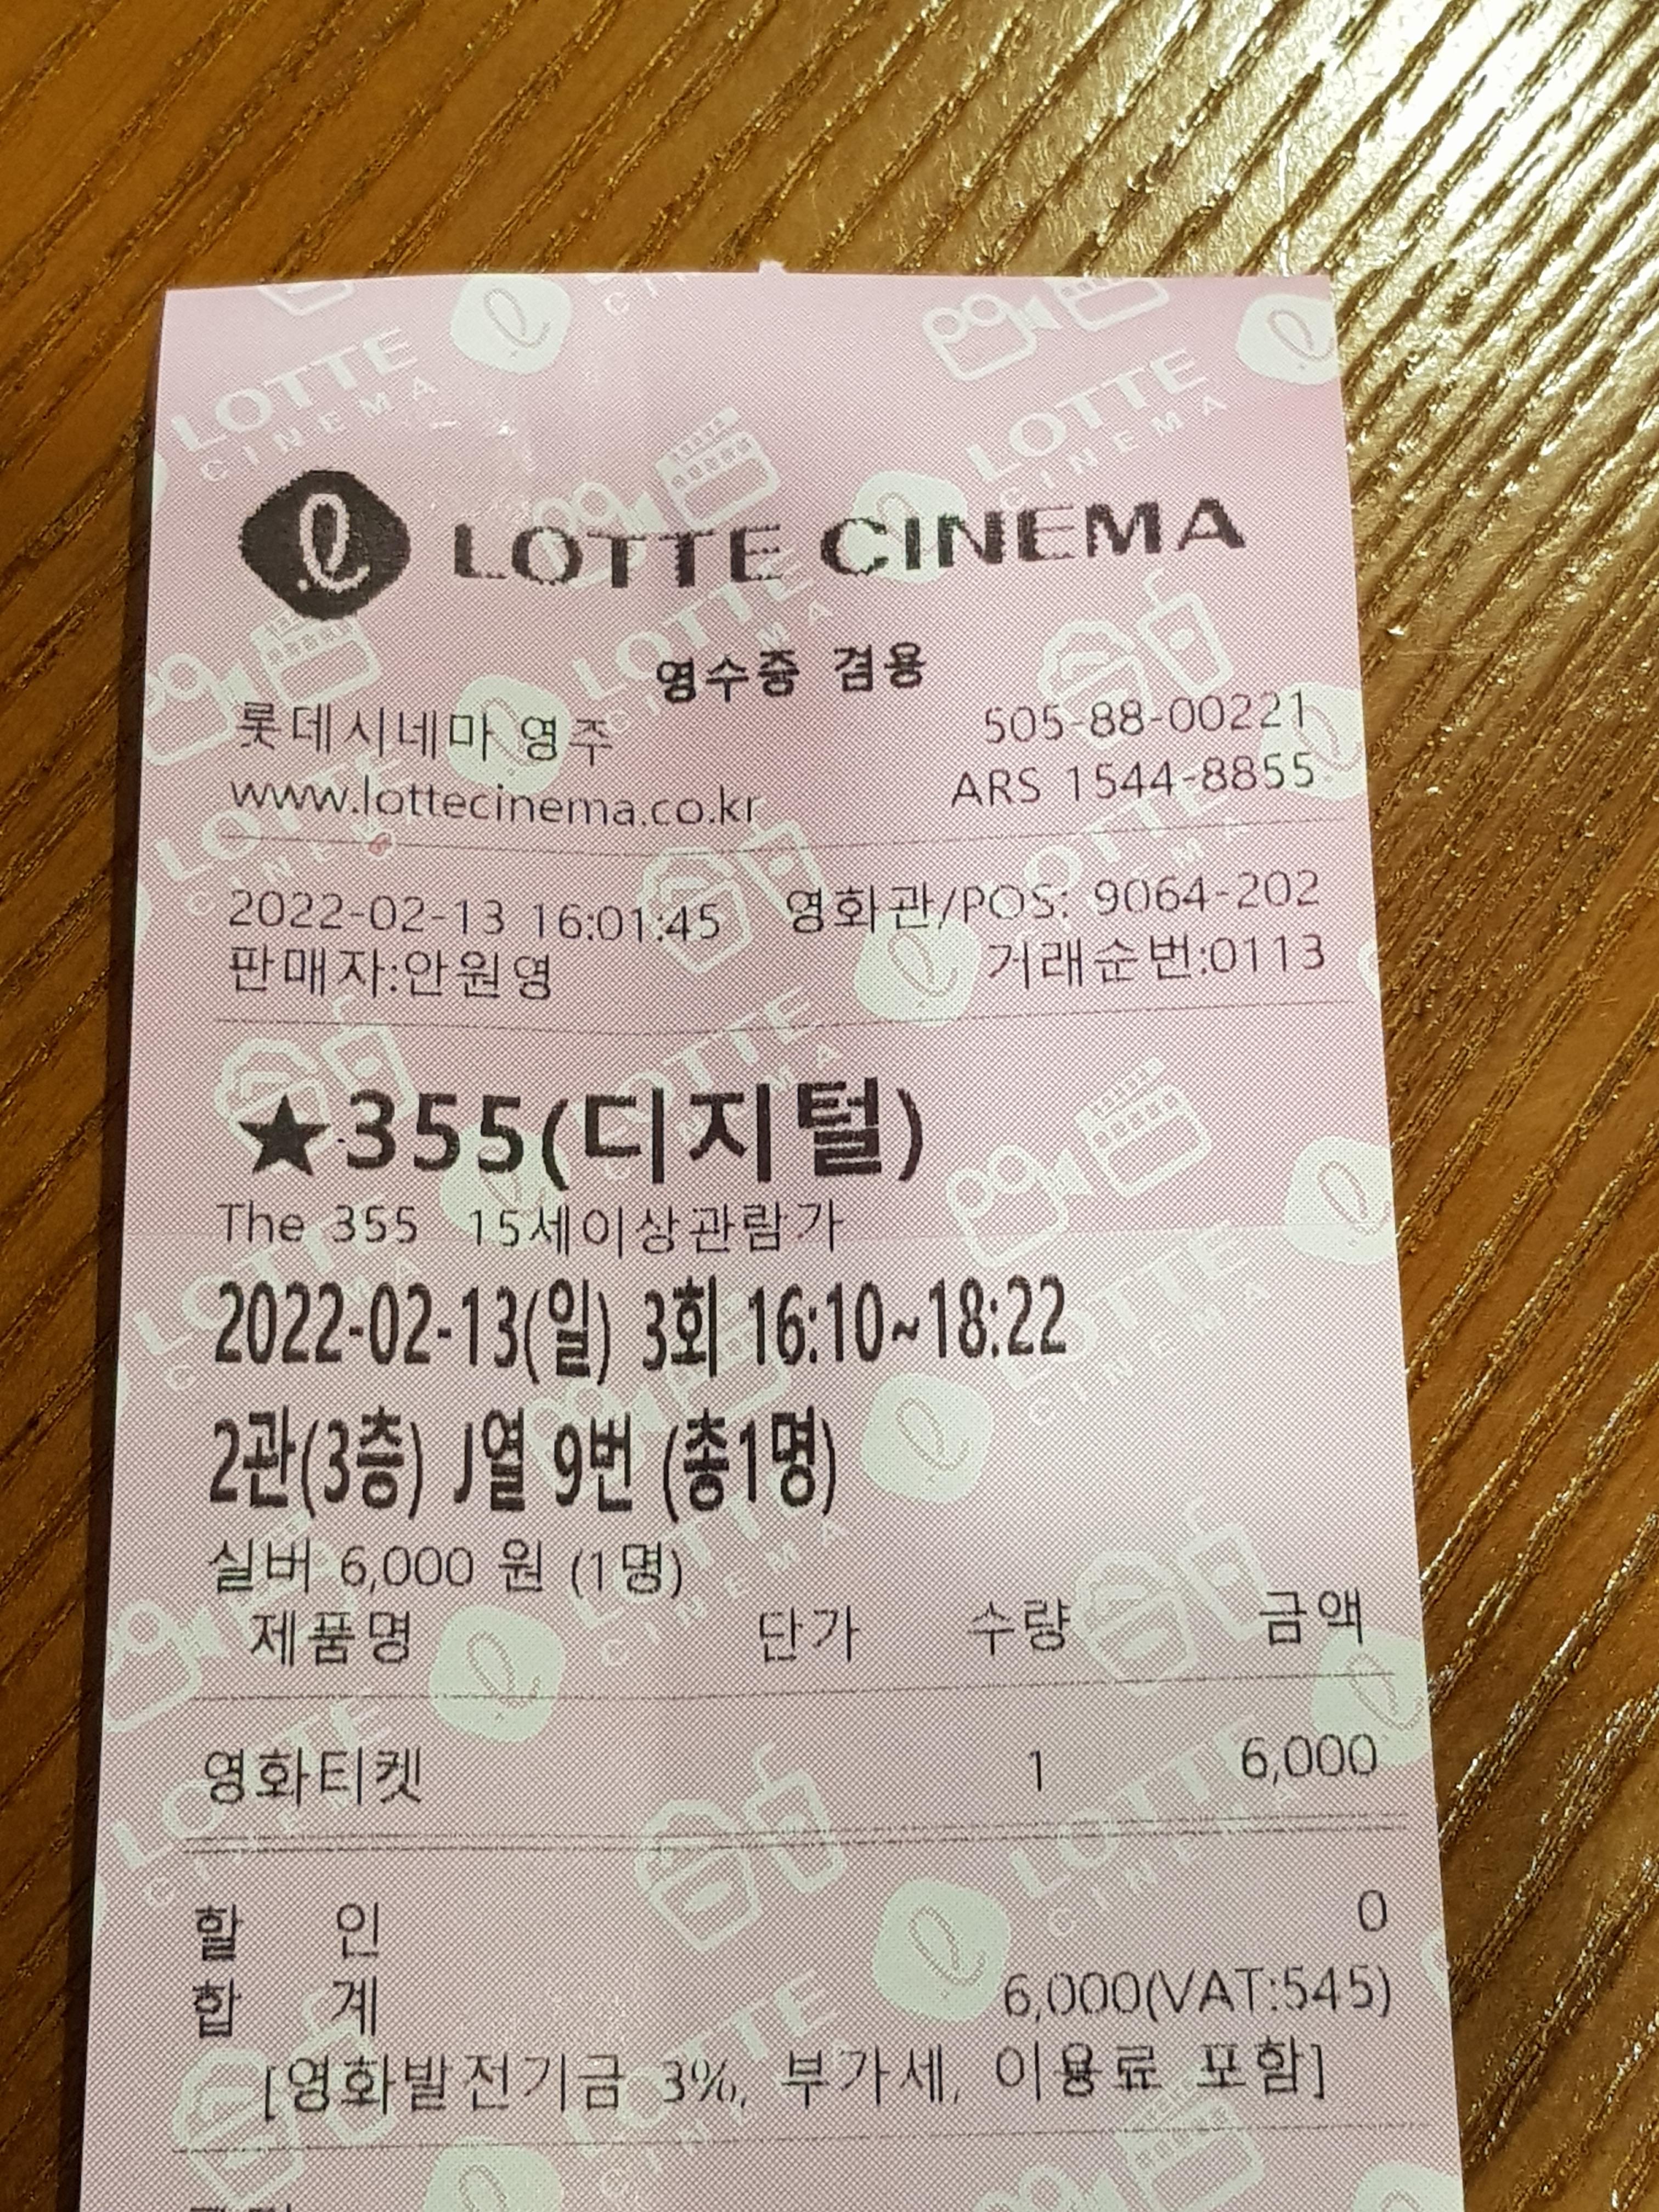 LOTTE CINEMA
영수증 겸용
롯데시네마 영주 505-88-00221
www.lottecinema.co.kr ARS 1544-8855
2022-02-13 16:01:45 영화관/POS: 9064-202
판매자:안원영 거래순번:0113
★355(디지털)
The 355 15세이상관람가
2022-02-13(일) 3회 16:10~18:22
2관(3층) J열 9번 (총1명)
실버 6,000 원 (1명)
제품명 단가 수량 금액
영화티켓 1 6,000
할 인 0
합 계 6,000(VAT:545)
[영화발전기금 3%, 부가세, 이용료 포함]